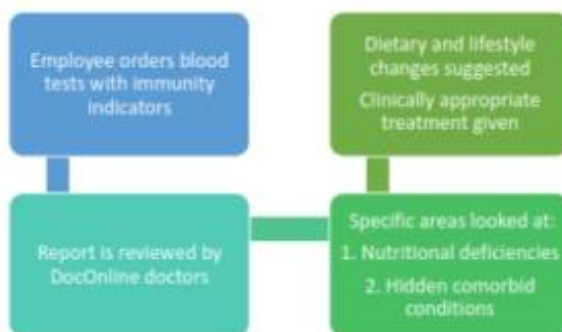 Employee orders blood
tests with immunity
indicators
Report is reviewed by
DocOnline doctors
Specific areas looked at:
1. Nutritional deficiencies
2. Hidden comorbid
conditions
Dietary and lifestyle
changes suggested
Clinically appropriate
treatment given